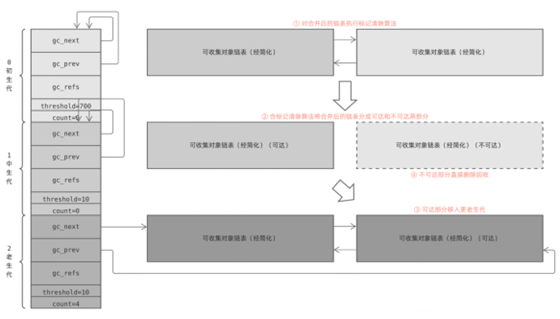 ① 对合并后的链表执行标记清除算法
gc_next
可收集对象链表（经简化）
可收集对象链表（经简化）
gc_prev
0
初
生
代
gc_refs
threshold=700
count=0
② 合标记清除算法将合并后的链表分成可达和不可达两部分
gc_next
可收集对象链表（经简化）（可达）
可收集对象链表（经简化）（不可达）
gc_prev
1
中
生
代
④ 不可达部分直接删除回收
gc_refs
threshold=10
③ 可达部分移入更老生代
count=0
gc_next
可收集对象链表（经简化）
可收集对象链表（经简化）（可达）
gc_prev
2
老
生
代
gc_refs
threshold=10
count=4